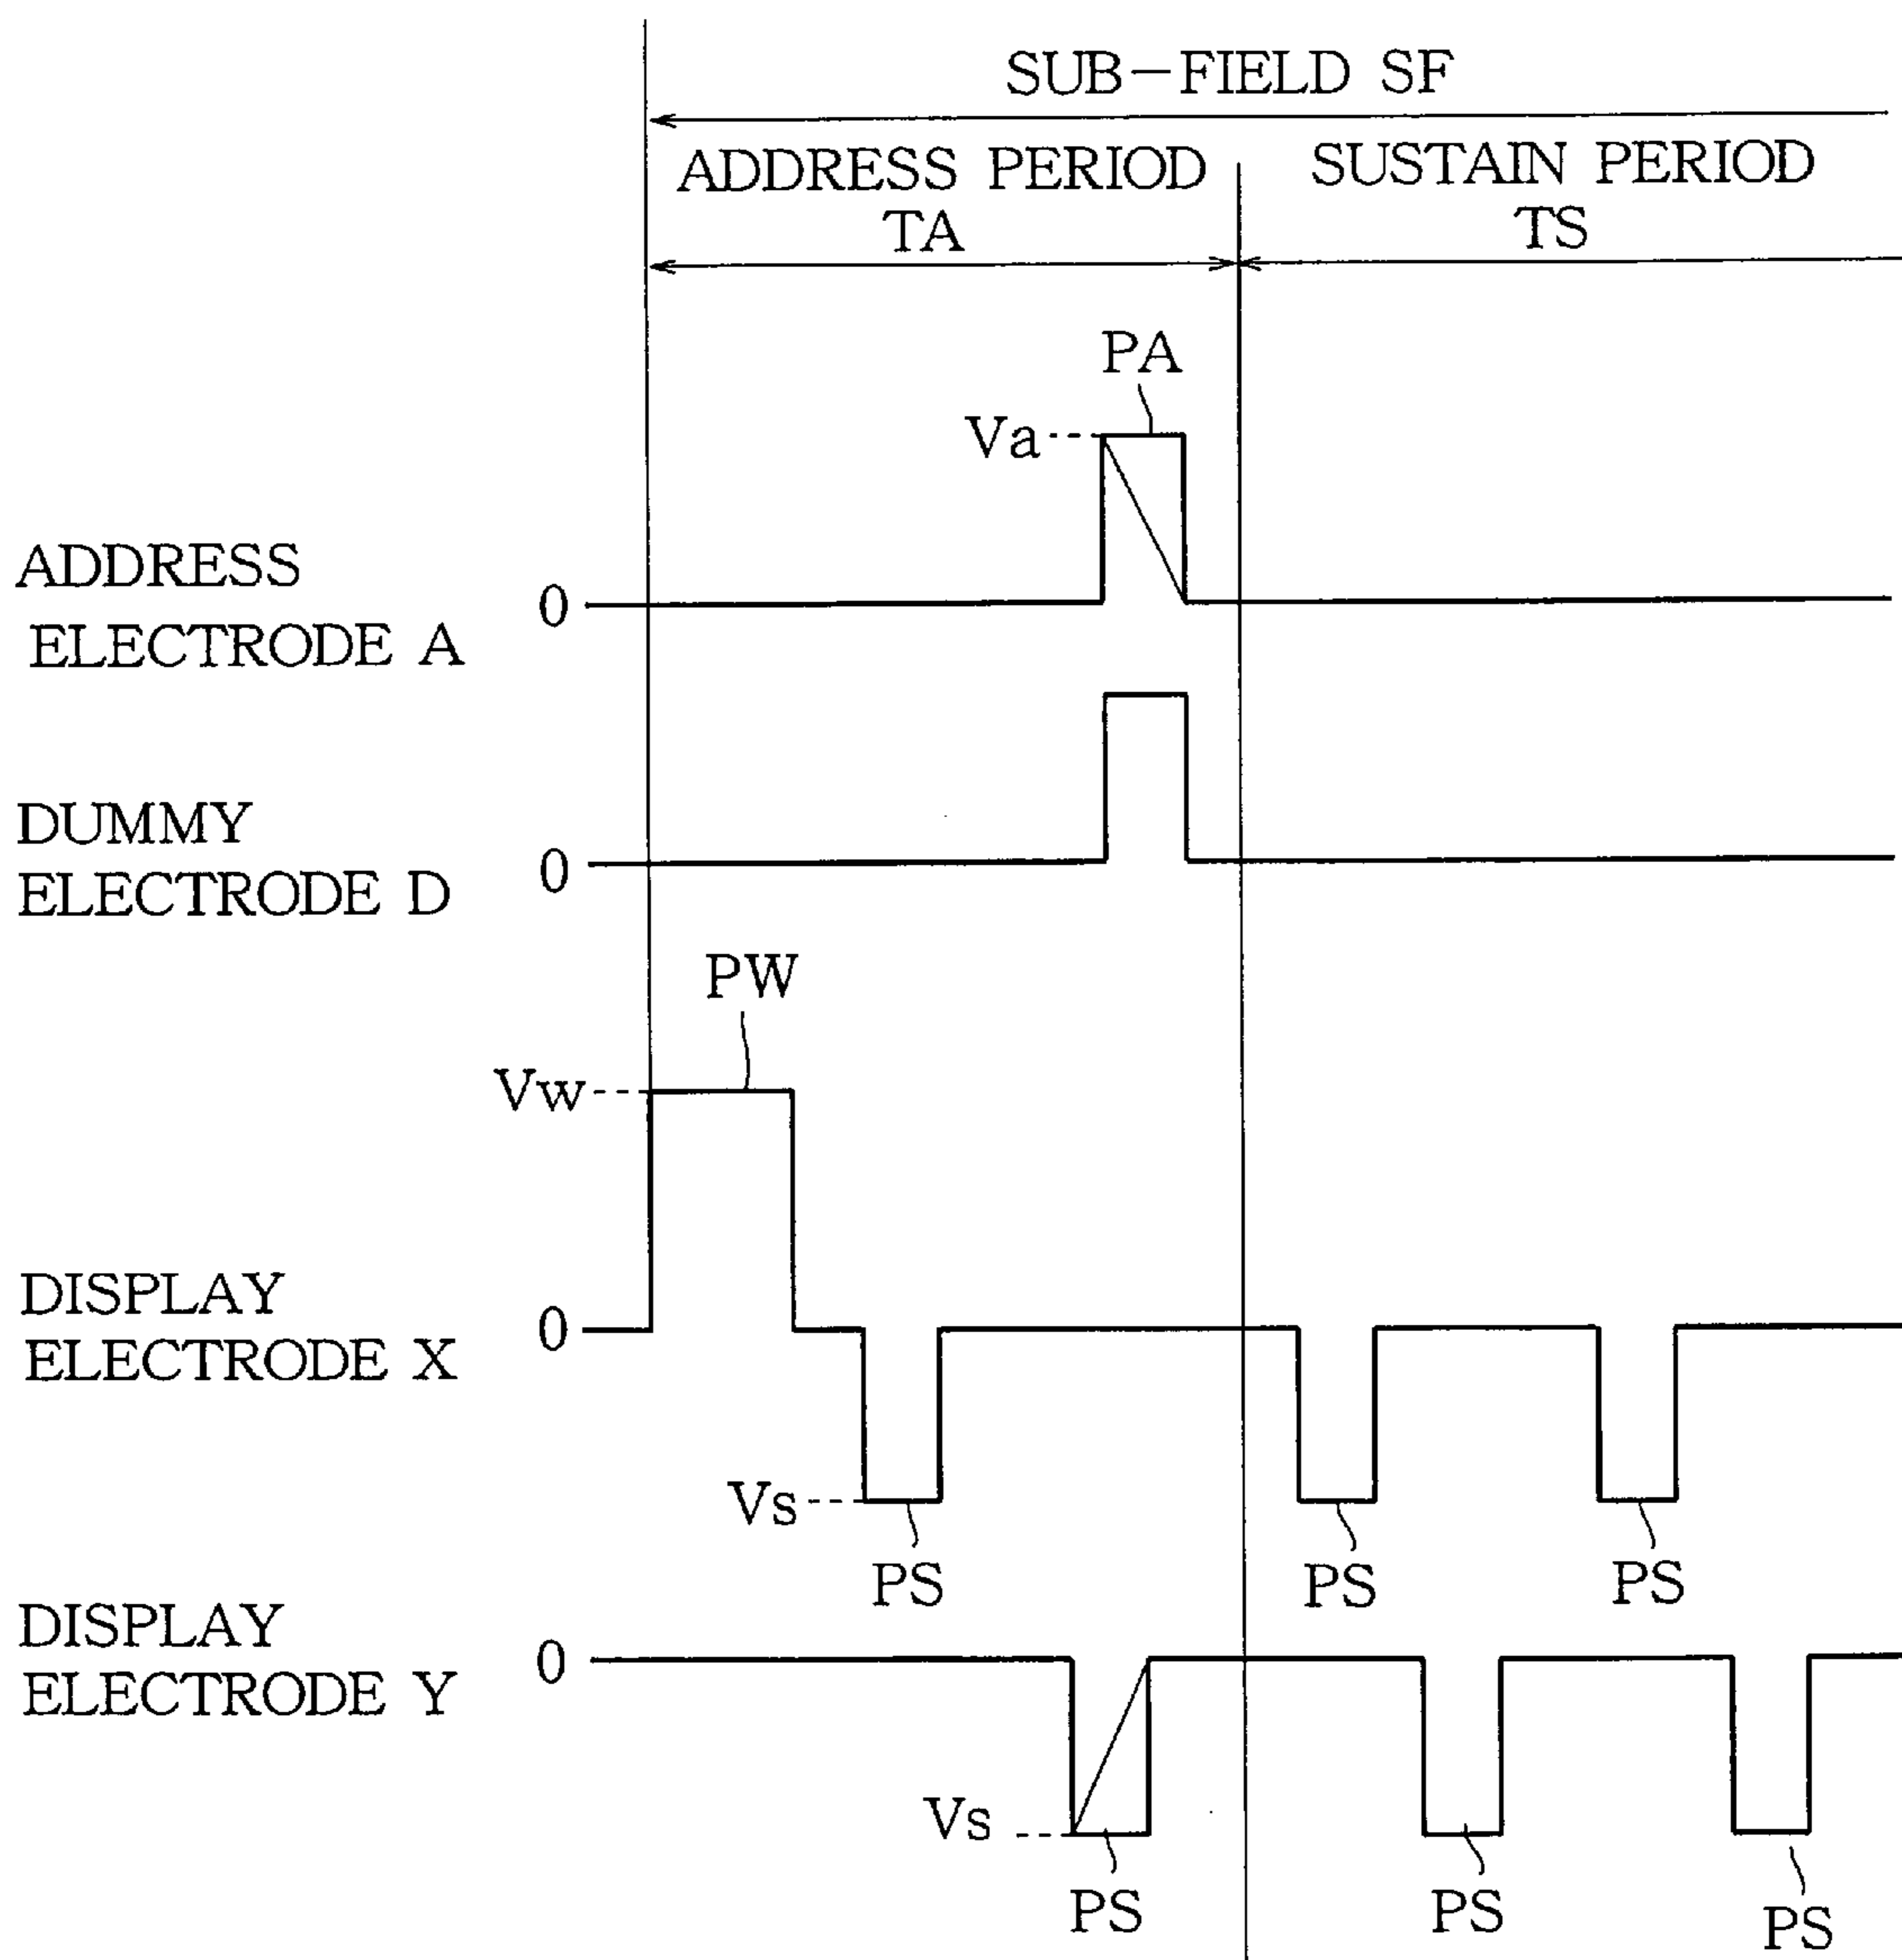 SUB-FIELD SF
ADDRESS PERIOD
TA
SUSTAIN PERIOD
TS
PA
Va
ADDRESS
ELECTRODE A
0
DUMMY
ELECTRODE D
0
PW
Vw
DISPLAY
ELECTRODE X
0
Vs
PS
PS
PS
DISPLAY
ELECTRODE Y
0
Vs
PS
PS
PS